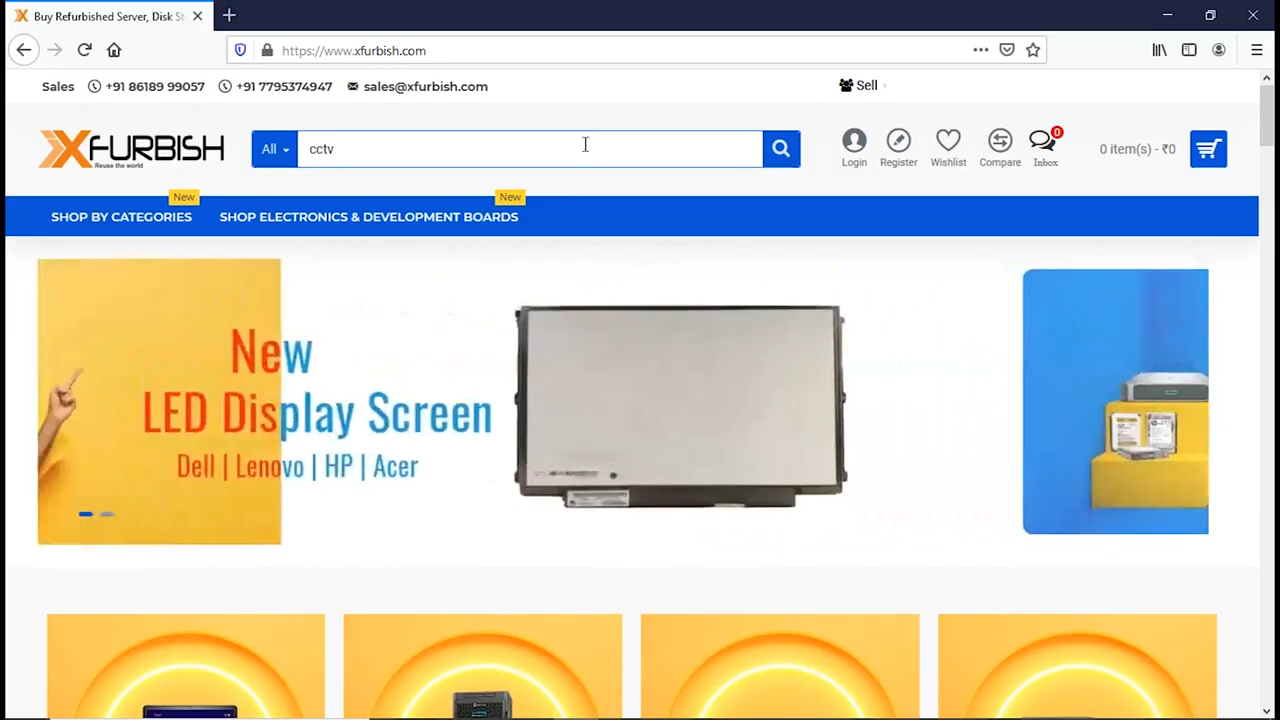 Buy Refurbished Server, Disk St
https://www.xfurbish.com
Sales +91 86189 99057 +91 7795374947 sales@xfurbish.com Sell
XFURBISH
Reuse the world
All cctv
Login Register Wishlist Compare Inbox 0
0 item(s) - ₹0
New New
SHOP BY CATEGORIES SHOP ELECTRONICS & DEVELOPMENT BOARDS
New
LED Display Screen
Dell | Lenovo | HP | Acer